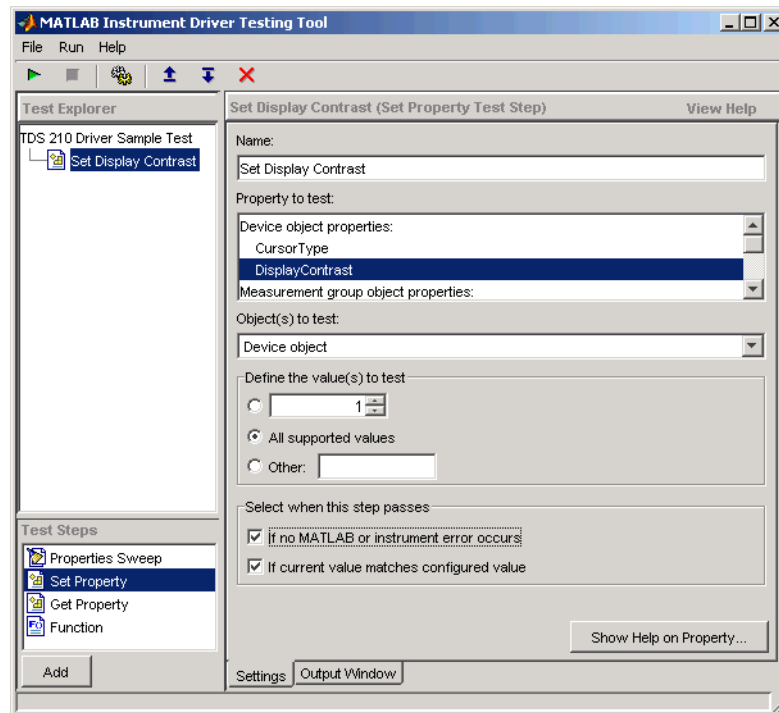 MATLAB Instrument Driver Testing Tool
File Run Help
Test Explorer
TDS 210 Driver Sample Test
Set Display Contrast
Test Steps
Properties Sweep
Set Property
Get Property
Function
Add
Set Display Contrast (Set Property Test Step) View Help
Name:
Set Display Contrast
Property to test:
Device object properties:
CursorType
DisplayContrast
Measurement group object properties:
Object(s) to test:
Device object
Define the value(s) to test
1
All supported values
Other:
Select when this step passes
If no MATLAB or instrument error occurs
If current value matches configured value
Show Help on Property...
Settings Output Window